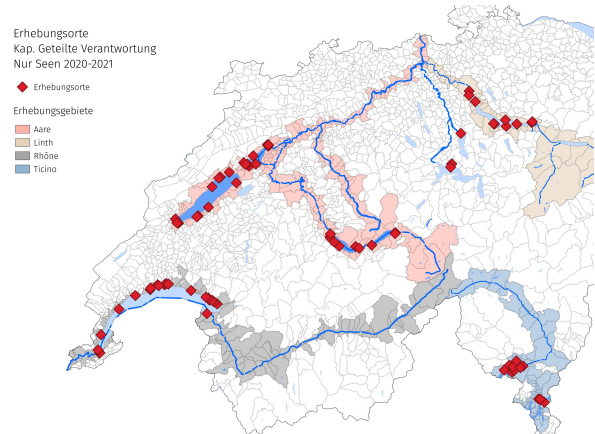 Erhebungsorte
Kap. Geteilte Verantwortung
Nur Seen 2020-2021
Erhebungsorte
Erhebungsgebiete
Aare
Linth
Rhône
Ticino